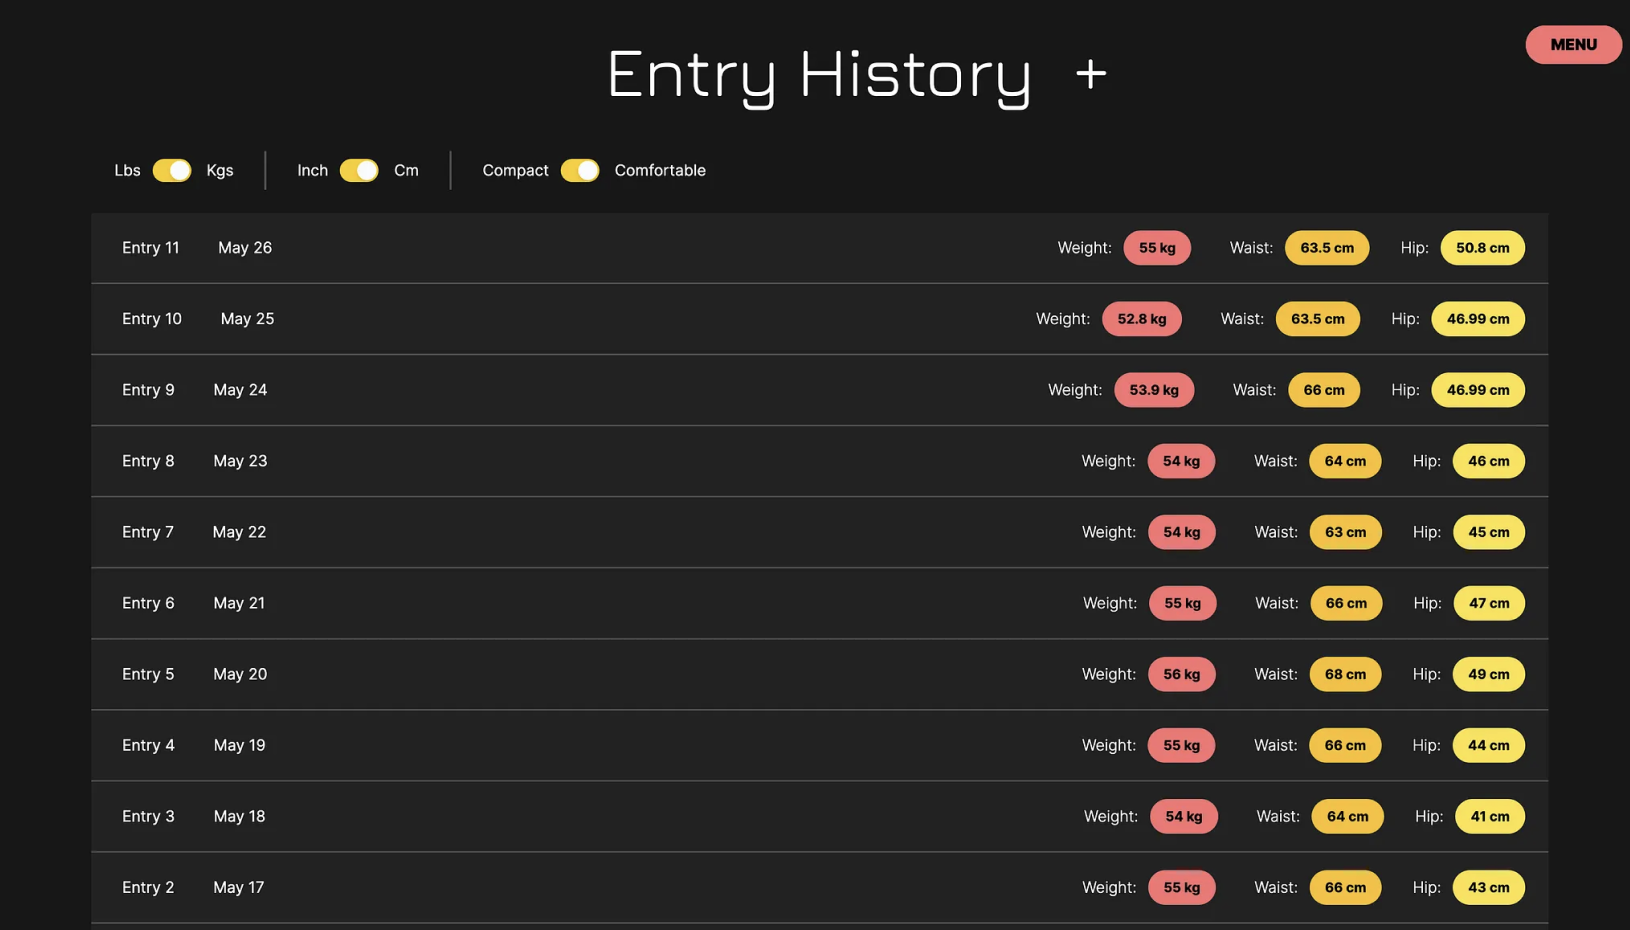 MENU
Entry History +
Lbs Kgs Inch Cm Compact Comfortable
Entry 11 May 26 Weight: 55 kg Waist: 63.5 cm Hip: 50.8 cm
Entry 10 May 25 Weight: 52.8 kg Waist: 63.5 cm Hip: 46.99 cm
Entry 9 May 24 Weight: 53.9 kg Waist: 66 cm Hip: 46.99 cm
Entry 8 May 23 Weight: 54 kg Waist: 64 cm Hip: 46 cm
Entry 7 May 22 Weight: 54 kg Waist: 63 cm Hip: 45 cm
Entry 6 May 21 Weight: 55 kg Waist: 66 cm Hip: 47 cm
Entry 5 May 20 Weight: 56 kg Waist: 68 cm Hip: 49 cm
Entry 4 May 19 Weight: 55 kg Waist: 66 cm Hip: 44 cm
Entry 3 May 18 Weight: 54 kg Waist: 64 cm Hip: 41 cm
Entry 2 May 17 Weight: 55 kg Waist: 66 cm Hip: 43 cm